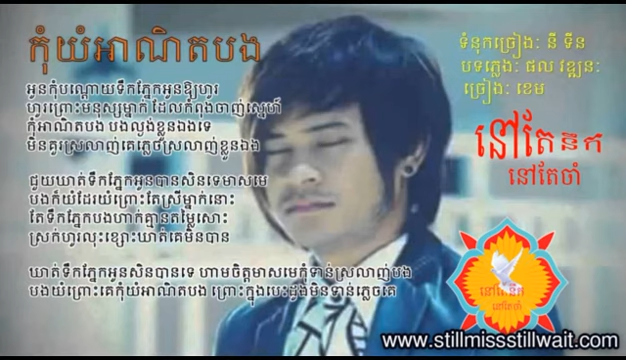 កុំយំអាណិតបង
អូនកុំបណ្ដោយទឹកភ្នែកអូនឱ្យហូរ
ហូរព្រោះមនុស្សម្នាក់ ដែលកំពុងចាញ់ស្នេហ៍
កុំអាណិតបង បងល្ងង់ខ្លួនឯងទេ
មិនគួរស្រលាញ់គេភ្លេចស្រលាញ់ខ្លួនឯង
ជួយឃាត់ទឹកភ្នែកអូនបានសិនទេមាសមេ
បងក៏យំដែរយំព្រោះតែស្រីម្នាក់នោះ
តែទឹកភ្នែកបងហាក់គ្មានតម្លៃសោះ
ស្រក់ហូរលុះខ្សោះឃាត់គេមិនបាន
ឃាត់ទឹកភ្នែកអូនសិនបានទេ ហាមចិត្តមាសមេកុំទាន់ស្រលាញ់បង
បងយំព្រោះគេកុំយំអាណិតបង ព្រោះក្នុងបេះដូងមិនទាន់ភ្លេចគេ
ទំនុកច្រៀង: នី ទីន
បទភ្លេង: ផល វឌ្ឍនៈ
ច្រៀង: ខេម
នៅតែនឹក
នៅតែចាំ
នៅតែនឹក
នៅតែចាំ
www.stillmissstillwait.com